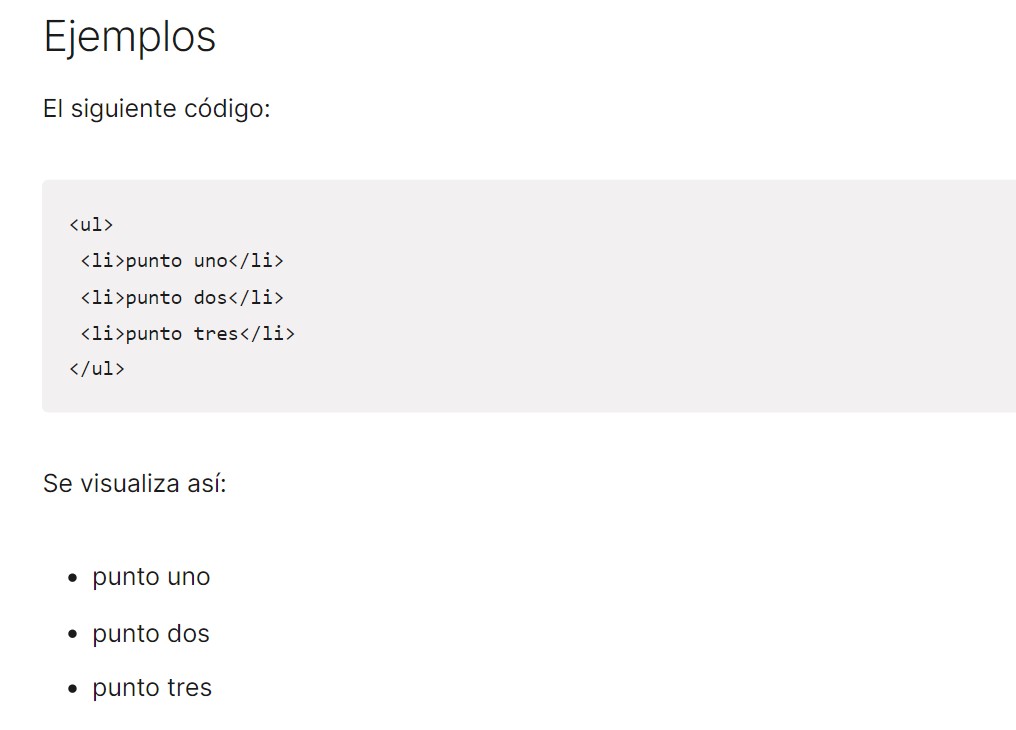 Ejemplos
El siguiente código:
<ul>
 <li>punto uno</li>
 <li>punto dos</li>
 <li>punto tres</li>
</ul>
Se visualiza así:
• punto uno
• punto dos
• punto tres